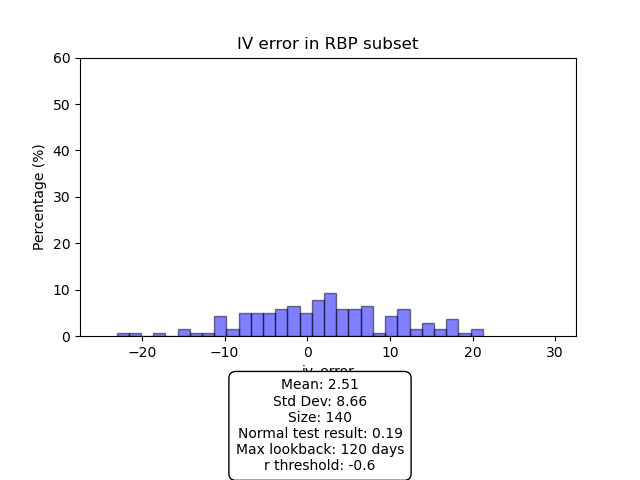 IV error in RBP subset
60
50
40
30
20
10
0
Percentage (%)
−20
−10
0
10
20
30
iv_error
Mean: 2.51
Std Dev: 8.66
Size: 140
Normal test result: 0.19
Max lookback: 120 days
r threshold: -0.6